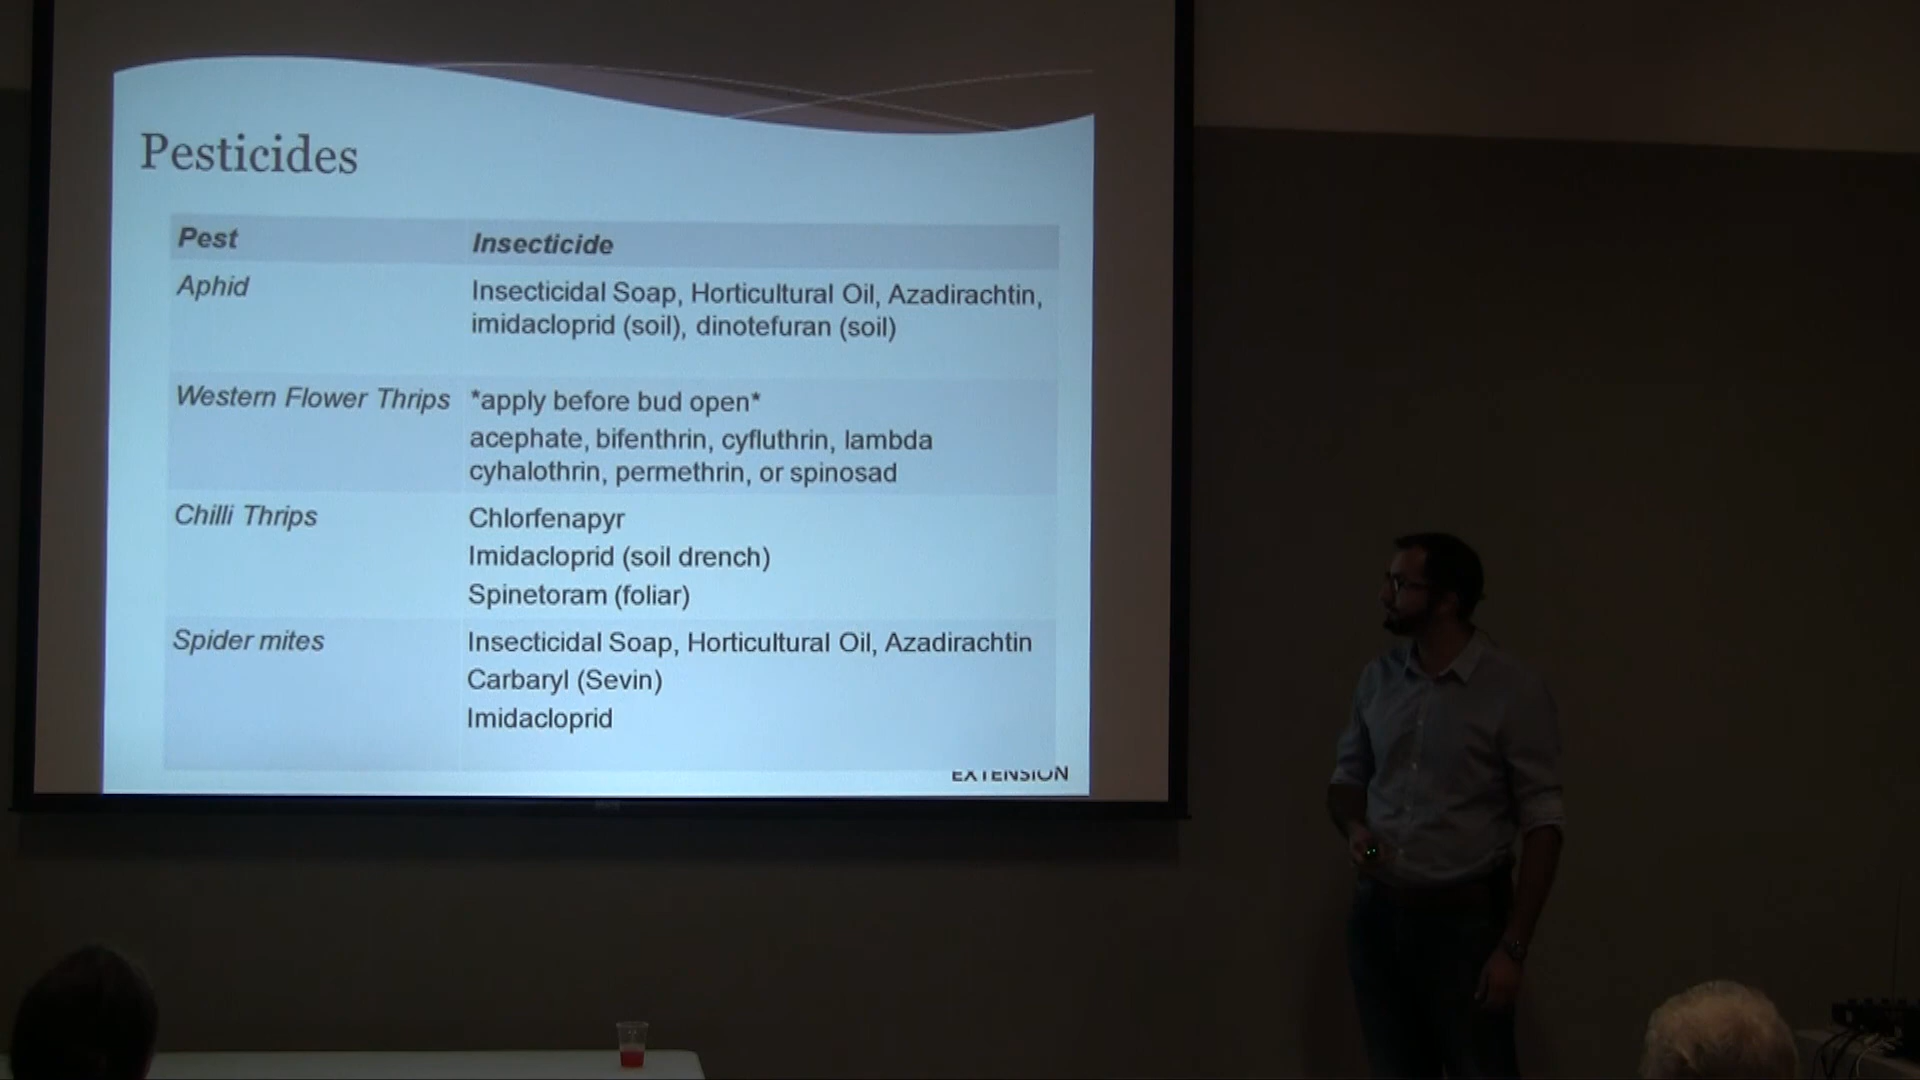 Pesticides
Pest
Insecticide
Aphid
Insecticidal Soap, Horticultural Oil, Azadirachtin,
imidacloprid (soil), dinotefuran (soil)
Western Flower Thrips
*apply before bud open*
acephate, bifenthrin, cyfluthrin, lambda
cyhalothrin, permethrin, or spinosad
Chilli Thrips
Chlorfenapyr
Imidacloprid (soil drench)
Spinetoram (foliar)
Spider mites
Insecticidal Soap, Horticultural Oil, Azadirachtin
Carbaryl (Sevin)
Imidacloprid
EXTENSION